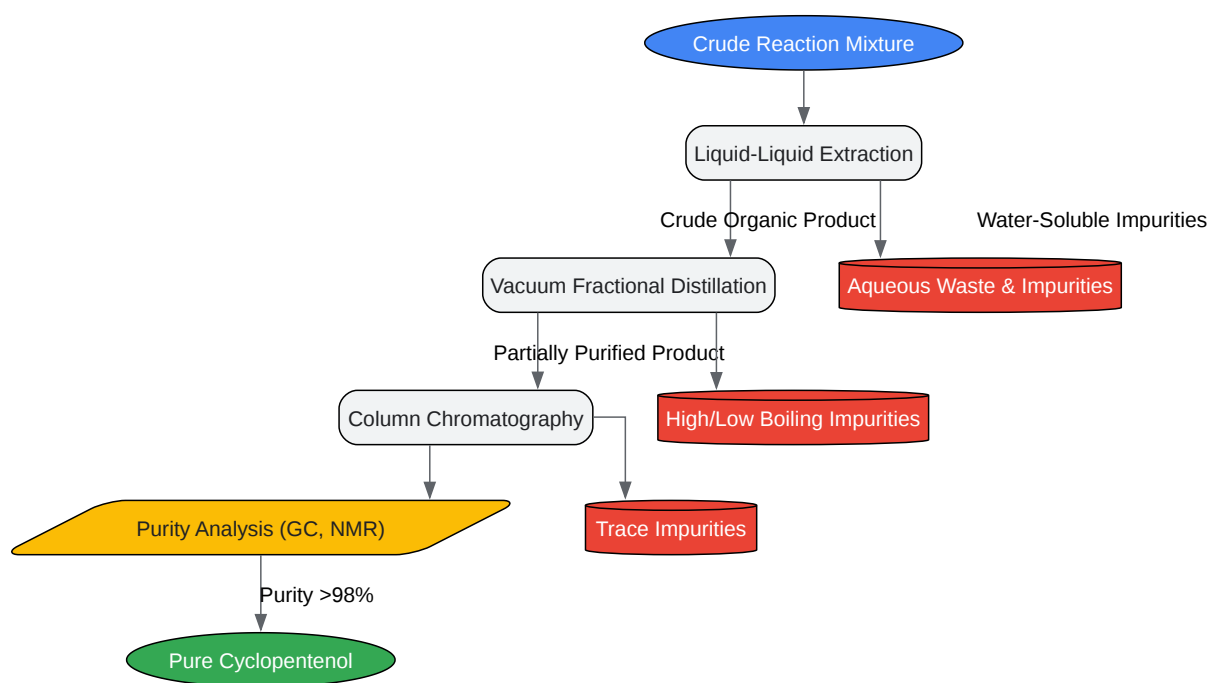 Crude Reaction Mixture
Liquid-Liquid Extraction
Crude Organic Product
Water-Soluble Impurities
Vacuum Fractional Distillation
Aqueous Waste & Impurities
Partially Purified Product
Column Chromatography
High/Low Boiling Impurities
Purity Analysis (GC, NMR)
Trace Impurities
Purity >98%
Pure Cyclopentenol